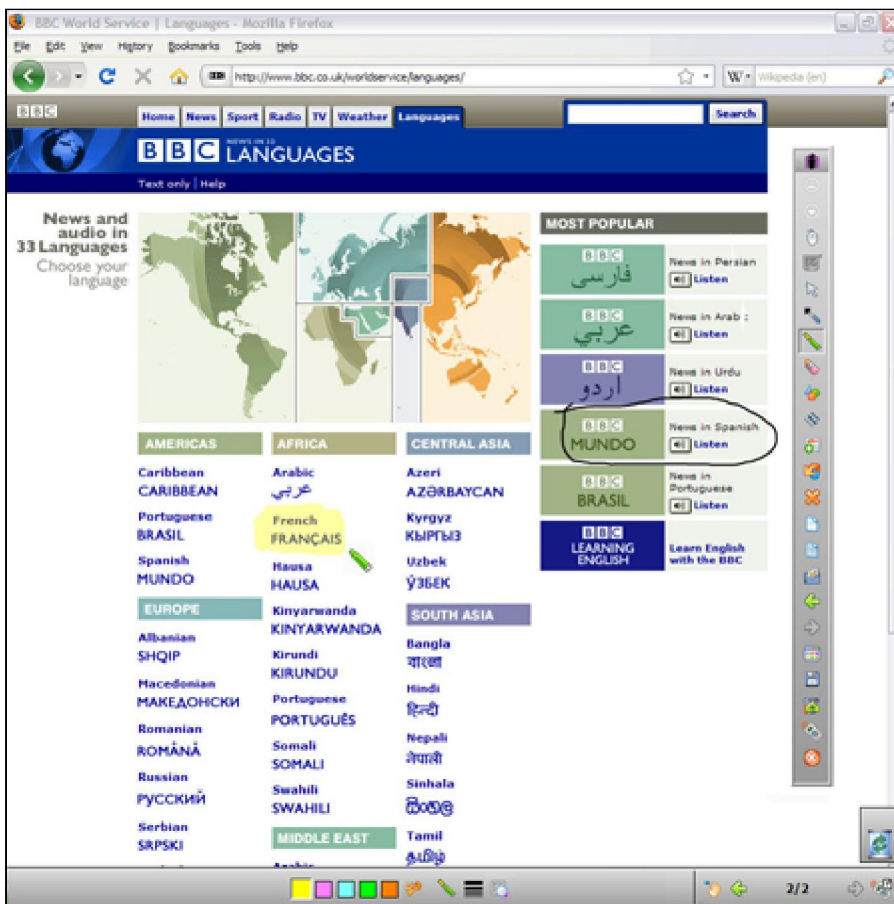 BBC World Service | Languages - Mozilla Firefox
File Edit View History Bookmarks Tools Help
http://www.bbc.co.uk/worldservice/languages/
W Wikipedia (en)
BBC
Home News Sport Radio TV Weather Languages
Search
NEWS IN 33
BBC LANGUAGES
Text only | Help
News and
audio in
33 Languages
Choose your
language
MOST POPULAR
BBC
فارسی
News in Persian
Listen
BBC
عربي
News in Arab :
Listen
BBC
اردو
News in Urdu
Listen
BBC
MUNDO
News in Spanish
Listen
BBC
BRASIL
News in
Portuguese
Listen
BBC
LEARNING
ENGLISH
Learn English
with the BBC
AMERICAS
Caribbean
CARIBBEAN
Portuguese
BRASIL
Spanish
MUNDO
EUROPE
Albanian
SHQIP
Macedonian
МАКЕДОНСКИ
Romanian
ROMÂNĂ
Russian
РУССКИЙ
Serbian
SRPSKI
AFRICA
Arabic
عربي
French
FRANÇAIS
Hausa
HAUSA
Kinyarwanda
KINYARWANDA
Kirundi
KIRUNDU
Portuguese
PORTUGUÊS
Somali
SOMALI
Swahili
SWAHILI
MIDDLE EAST
Arabic
CENTRAL ASIA
Azeri
AZƏRBAYCAN
Kyrgyz
КЫРГЫЗ
Uzbek
ЎЗБЕК
SOUTH ASIA
Bangla
বাংলা
Hindi
हिन्दी
Nepali
नेपाली
Sinhala
සිංහල
Tamil
தமிழ்
2/2